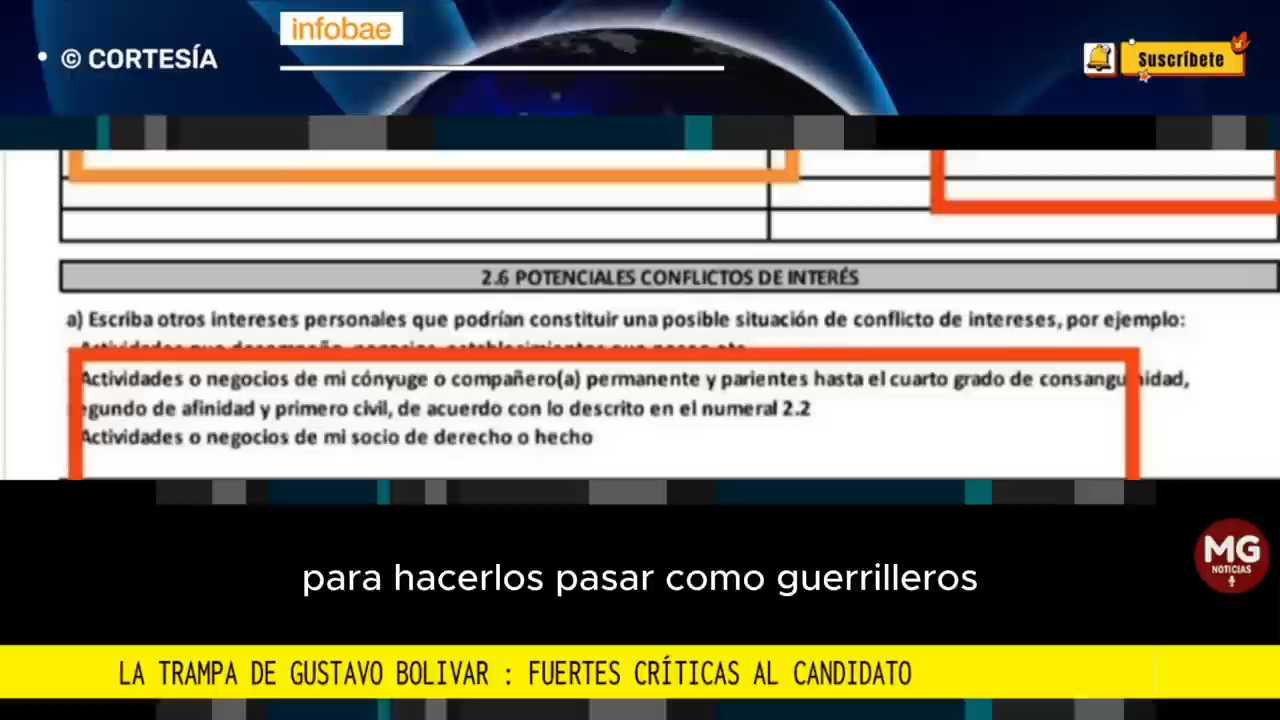 infobae
© CORTESÍA
Suscríbete
2.6 POTENCIALES CONFLICTOS DE INTERÉS
a) Escriba otros intereses personales que podrían constituir una posible situación de conflicto de intereses, por ejemplo:
Actividades o negocios de mi cónyuge o compañero(a) permanente y parientes hasta el cuarto grado de consanguinidad,
egundo de afinidad y primero civil, de acuerdo con lo descrito en el numeral 2.2
Actividades o negocios de mi socio de derecho o hecho
MG
NOTICIAS
para hacerlos pasar como guerrilleros
LA TRAMPA DE GUSTAVO BOLIVAR : FUERTES CRÍTICAS AL CANDIDATO